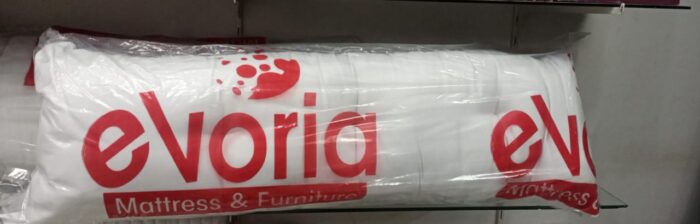 eVoria
Mattress & Furniture
evo
Mattress &